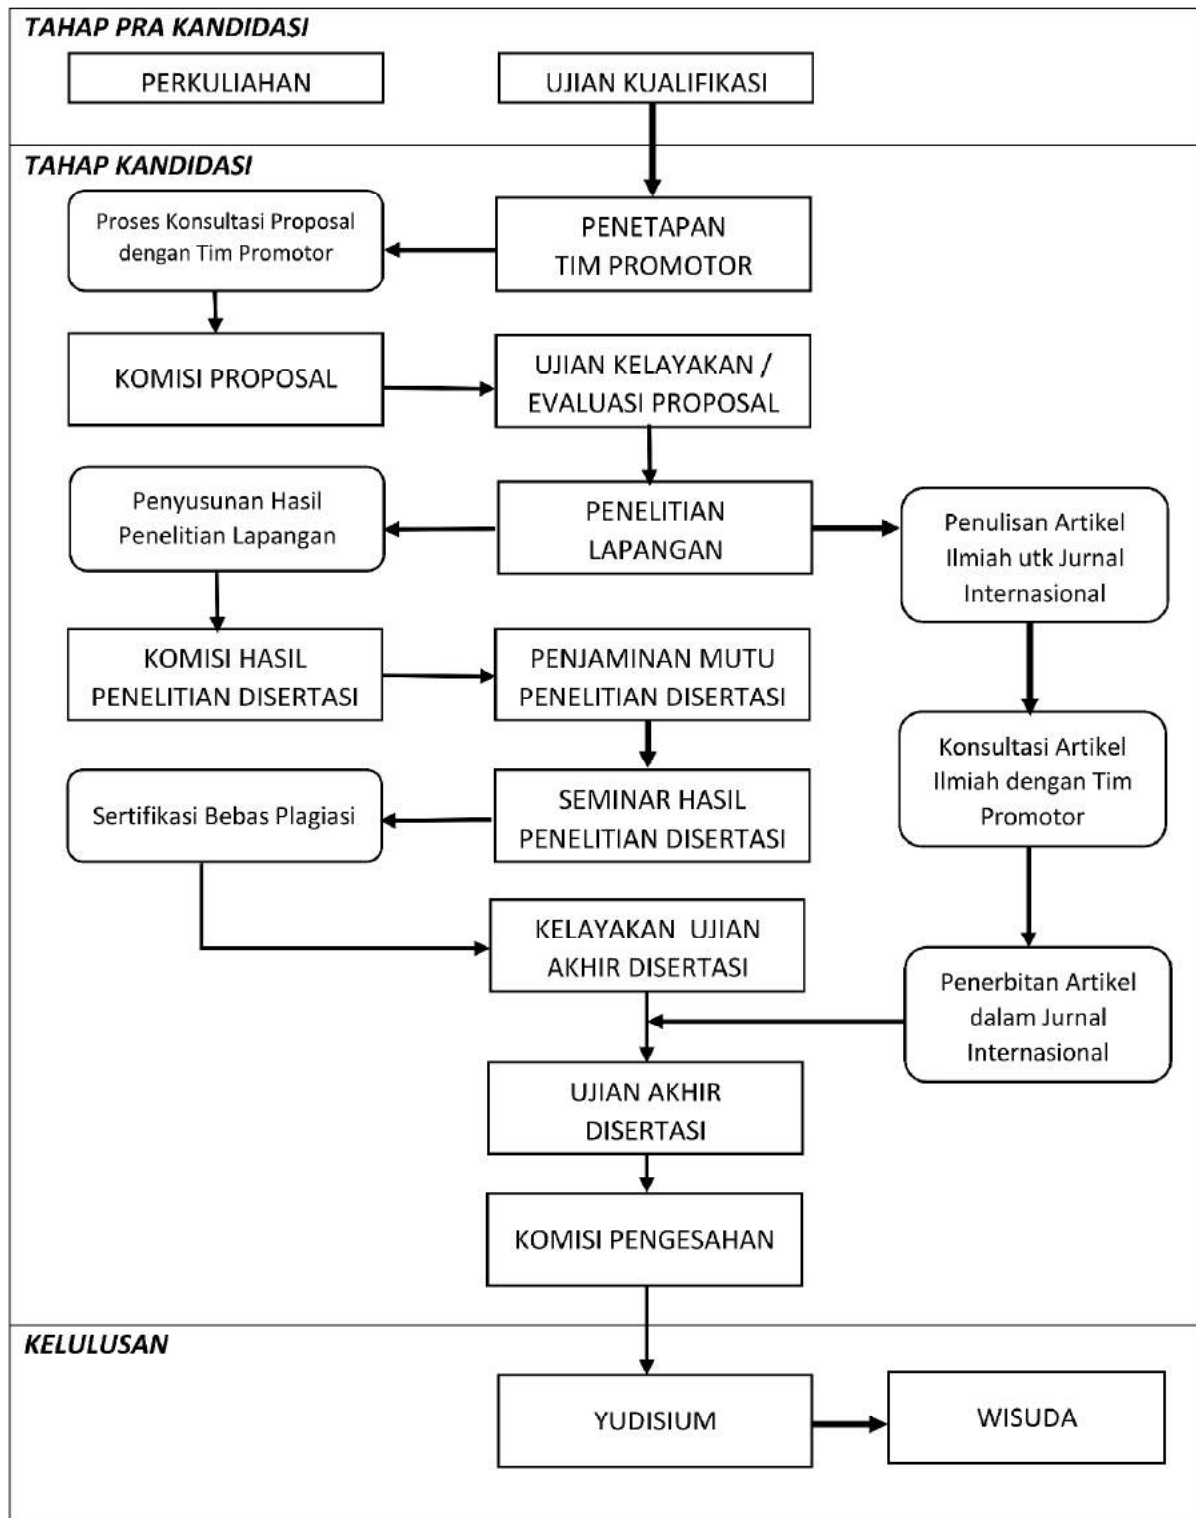 TAHAP PRA KANDIDASI
PERKULIAHAN
UJIAN KUALIFIKASI
TAHAP KANDIDASI
Proses Konsultasi Proposal
dengan Tim Promotor
PENETAPAN
TIM PROMOTOR
KOMISI PROPOSAL
UJIAN KELAYAKAN /
EVALUASI PROPOSAL
Penyusunan Hasil
Penelitian Lapangan
PENELITIAN
LAPANGAN
Penulisan Artikel
Ilmiah utk Jurnal
Internasional
KOMISI HASIL
PENELITIAN DISERTASI
PENJAMINAN MUTU
PENELITIAN DISERTASI
Konsultasi Artikel
Ilmiah dengan Tim
Promotor
Sertifikasi Bebas Plagiasi
SEMINAR HASIL
PENELITIAN DISERTASI
KELAYAKAN UJIAN
AKHIR DISERTASI
Penerbitan Artikel
dalam Jurnal
Internasional
UJIAN AKHIR
DISERTASI
KOMISI PENGESAHAN
KELULUSAN
YUDISIUM
WISUDA